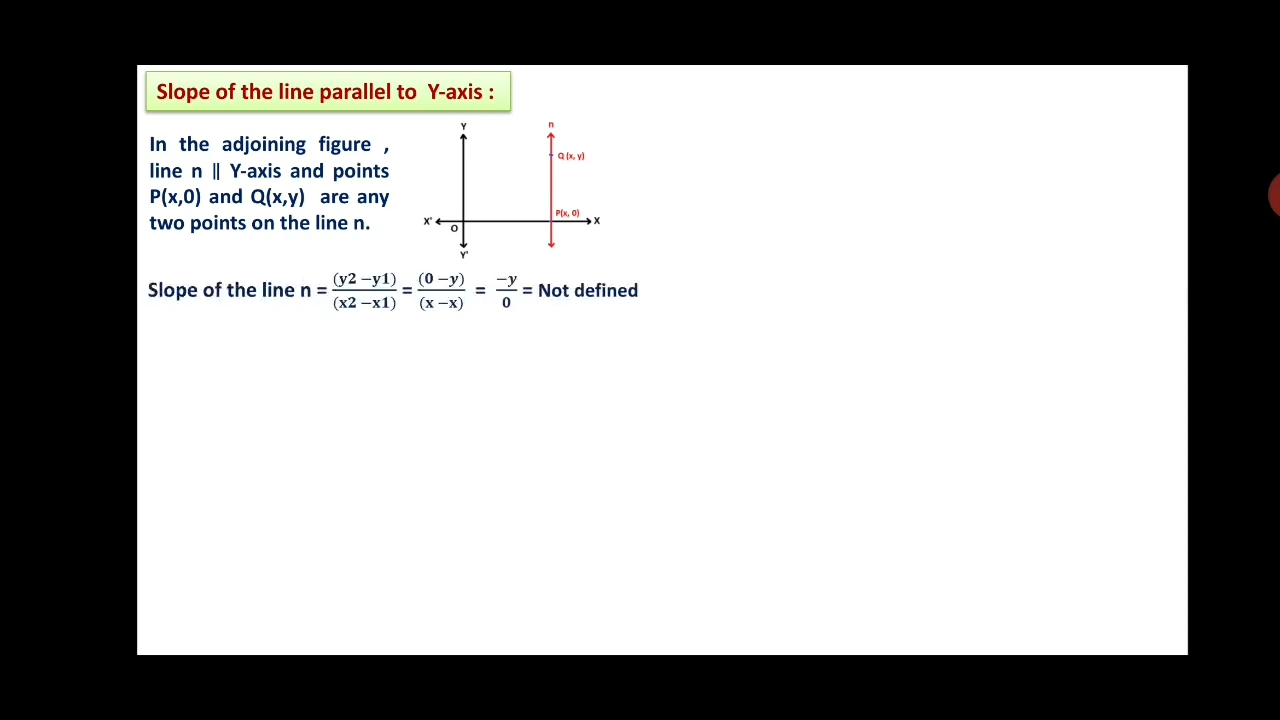 Slope of the line parallel to Y-axis :
In the adjoining figure ,
line n ∥ Y-axis and points
P(x,0) and Q(x,y) are any
two points on the line n.
Y
n
Q (x, y)
P(x, 0)
X'
O
X
Y'
Slope of the line n = (y2 −y1)/(x2 −x1) = (0 −y)/(x −x) = −y/0 = Not defined